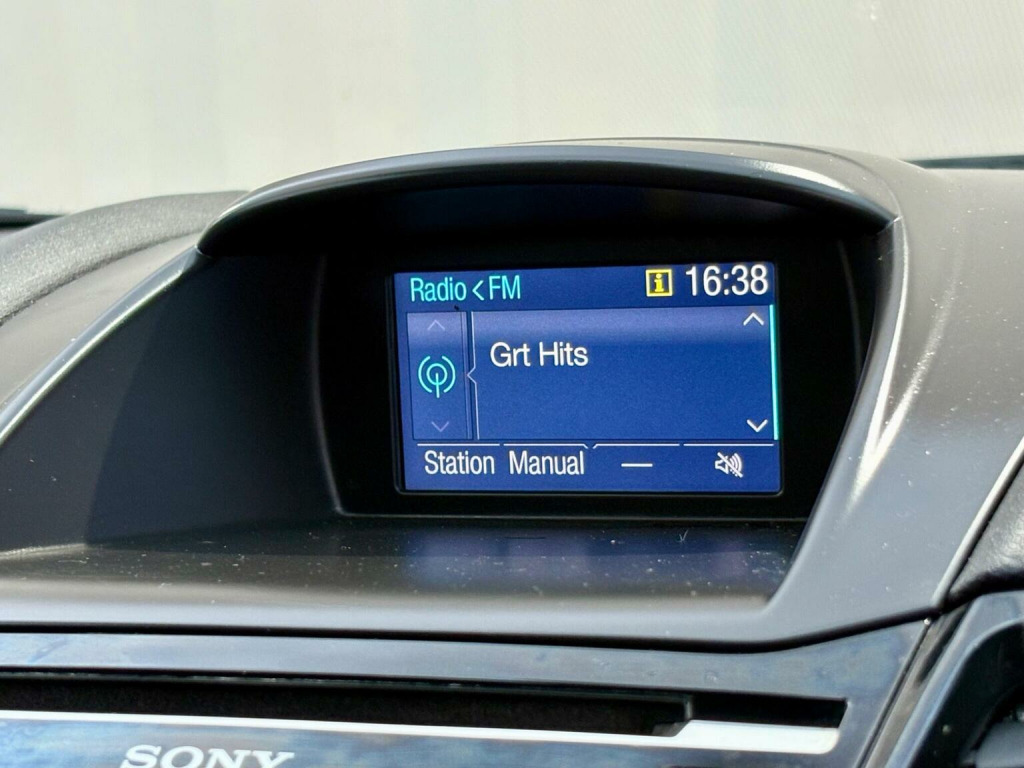 Radio < FM
i 16:38
Grt Hits
Station Manual —
SONY